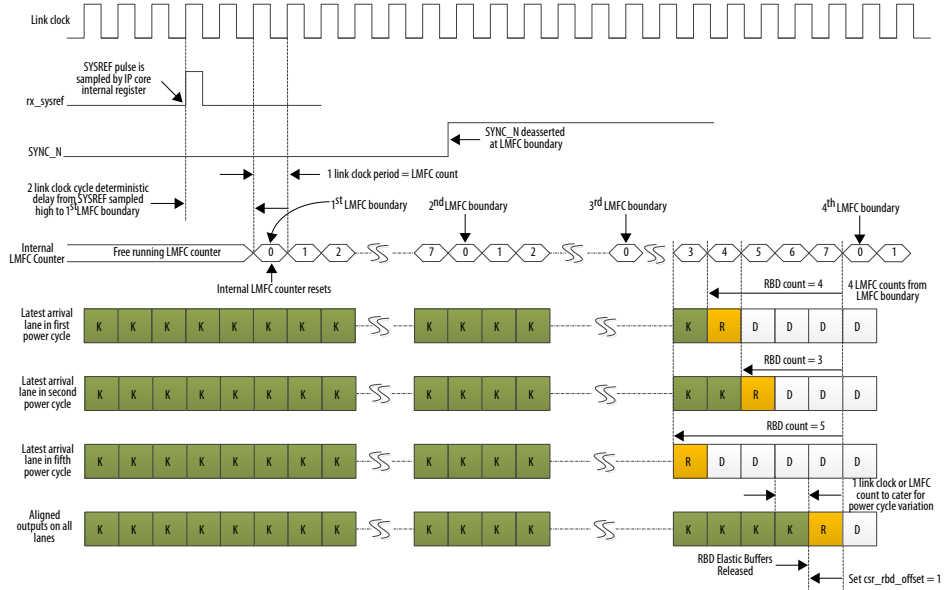 Link clock
SYSREF pulse is
sampled by IP core
internal register
rx_sysref
SYNC_N deasserted
at LMFC boundary
SYNC_N
1 link clock period = LMFC count
2 link clock cycle deterministic
delay from SYSREF sampled
high to 1st LMFC boundary
1st LMFC boundary
2nd LMFC boundary
3rd LMFC boundary
4th LMFC boundary
Internal
LMFC Counter
Free running LMFC counter 0 1 2 7 0 1 2 0 3 4 5 6 7 0 1
Internal LMFC counter resets
RBD count = 4
4 LMFC counts from
LMFC boundary
Latest arrival
lane in first
power cycle
K K K K K K K K K K K K K R D D D D
RBD count = 3
Latest arrival
lane in second
power cycle
K K K K K K K K K K K K K K R D D D
RBD count = 5
Latest arrival
lane in fifth
power cycle
K K K K K K K K K K K K R D D D D D
1 link clock or LMFC
count to cater for
power cycle variation
Aligned
outputs on all
lanes
K K K K K K K K K K K K K K K K R D
RBD Elastic Buffers
Released
Set csr_rbd_offset = 1